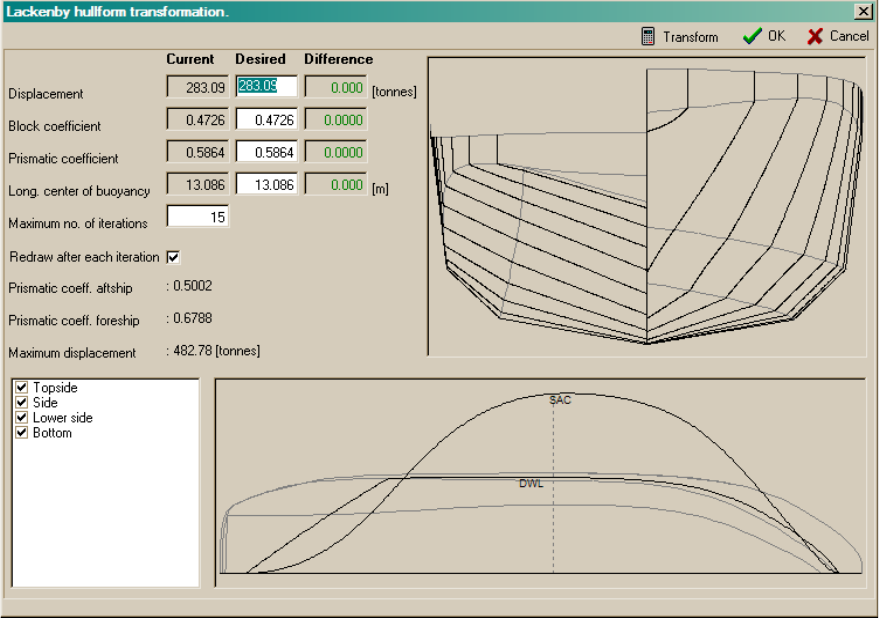 Lackenby hullform transformation.
Transform OK Cancel
Current Desired Difference
Displacement 283.09 283.09 0.000 [tonnes]
Block coefficient 0.4726 0.4726 0.0000
Prismatic coefficient 0.5864 0.5864 0.0000
Long. center of buoyancy 13.086 13.086 0.000 [m]
Maximum no. of iterations 15
Redraw after each iteration
Prismatic coeff. aftship : 0.5002
Prismatic coeff. foreship : 0.6788
Maximum displacement : 482.78 [tonnes]
Topside
Side
Lower side
Bottom
SAC
DWL